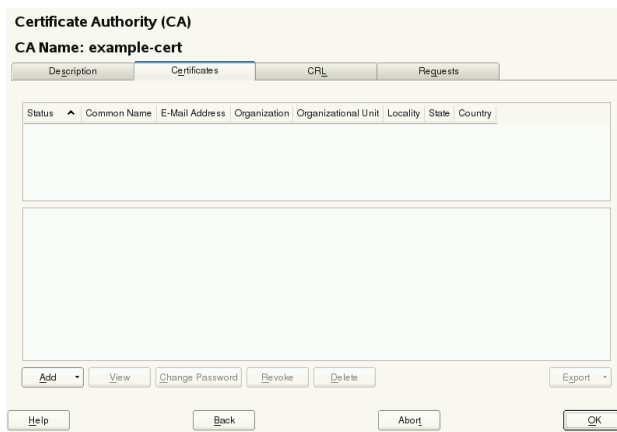 Certificate Authority (CA)
CA Name: example-cert
Description Certificates CRL Requests
Status Common Name E-Mail Address Organization Organizational Unit Locality State Country
Add View Change Password Revoke Delete Export
Help Back Abort OK